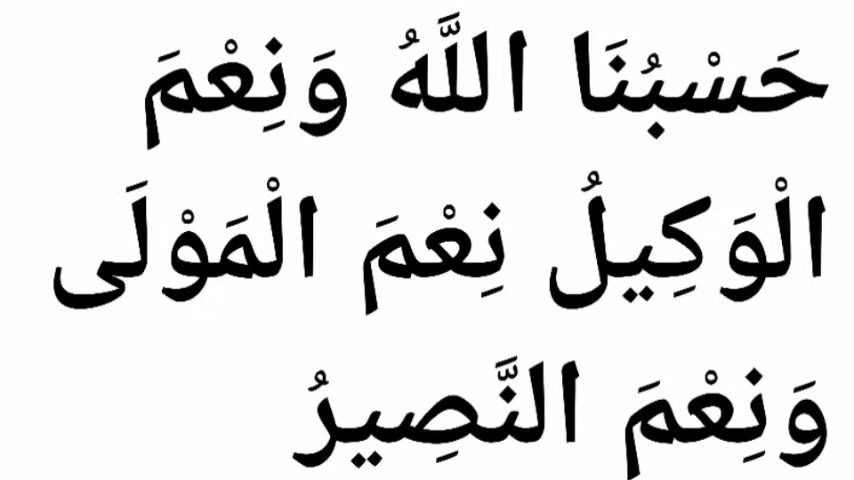 حَسْبُنَا اللَّهُ وَنِعْمَ
الْوَكِيلُ نِعْمَ الْمَوْلَى
وَنِعْمَ النَّصِيرُ